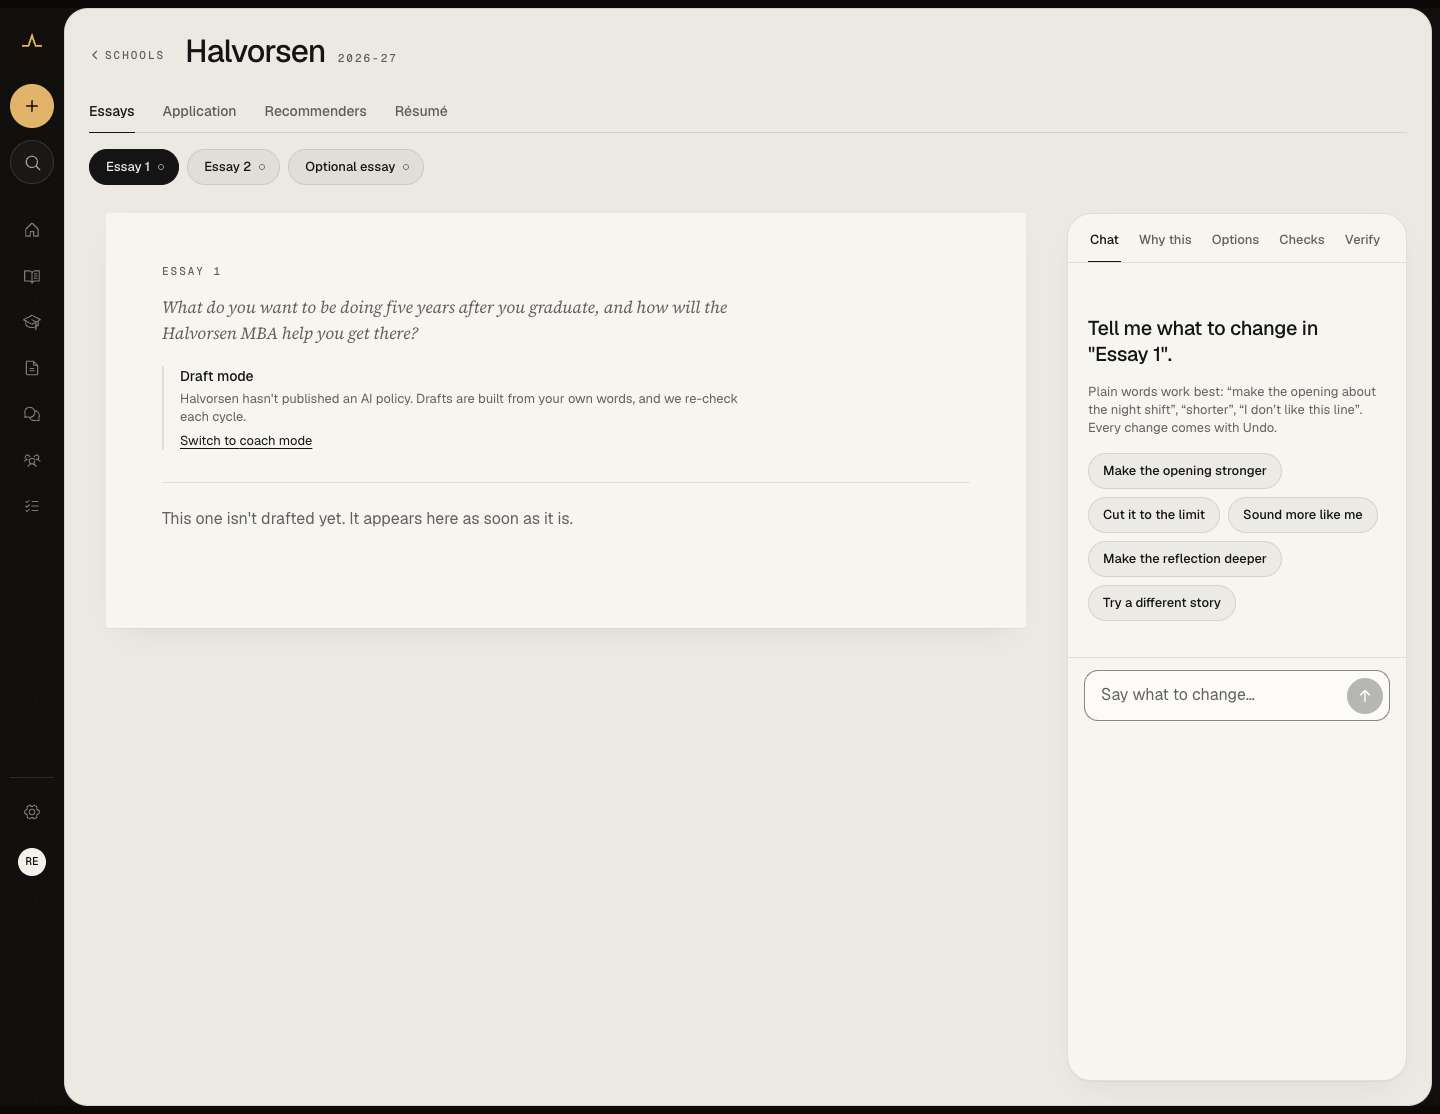 SCHOOLS
Halvorsen
2026-27
Essays
Application
Recommenders
Résumé
Essay 1
Essay 2
Optional essay
ESSAY 1
What do you want to be doing five years after you graduate, and how will the
Halvorsen MBA help you get there?
Draft mode
Halvorsen hasn't published an AI policy. Drafts are built from your own words, and we re-check
each cycle.
Switch to coach mode
This one isn't drafted yet. It appears here as soon as it is.
Chat
Why this
Options
Checks
Verify
Tell me what to change in
"Essay 1".
Plain words work best: “make the opening about
the night shift”, “shorter”, “I don’t like this line”.
Every change comes with Undo.
Make the opening stronger
Cut it to the limit
Sound more like me
Make the reflection deeper
Try a different story
Say what to change…
RE